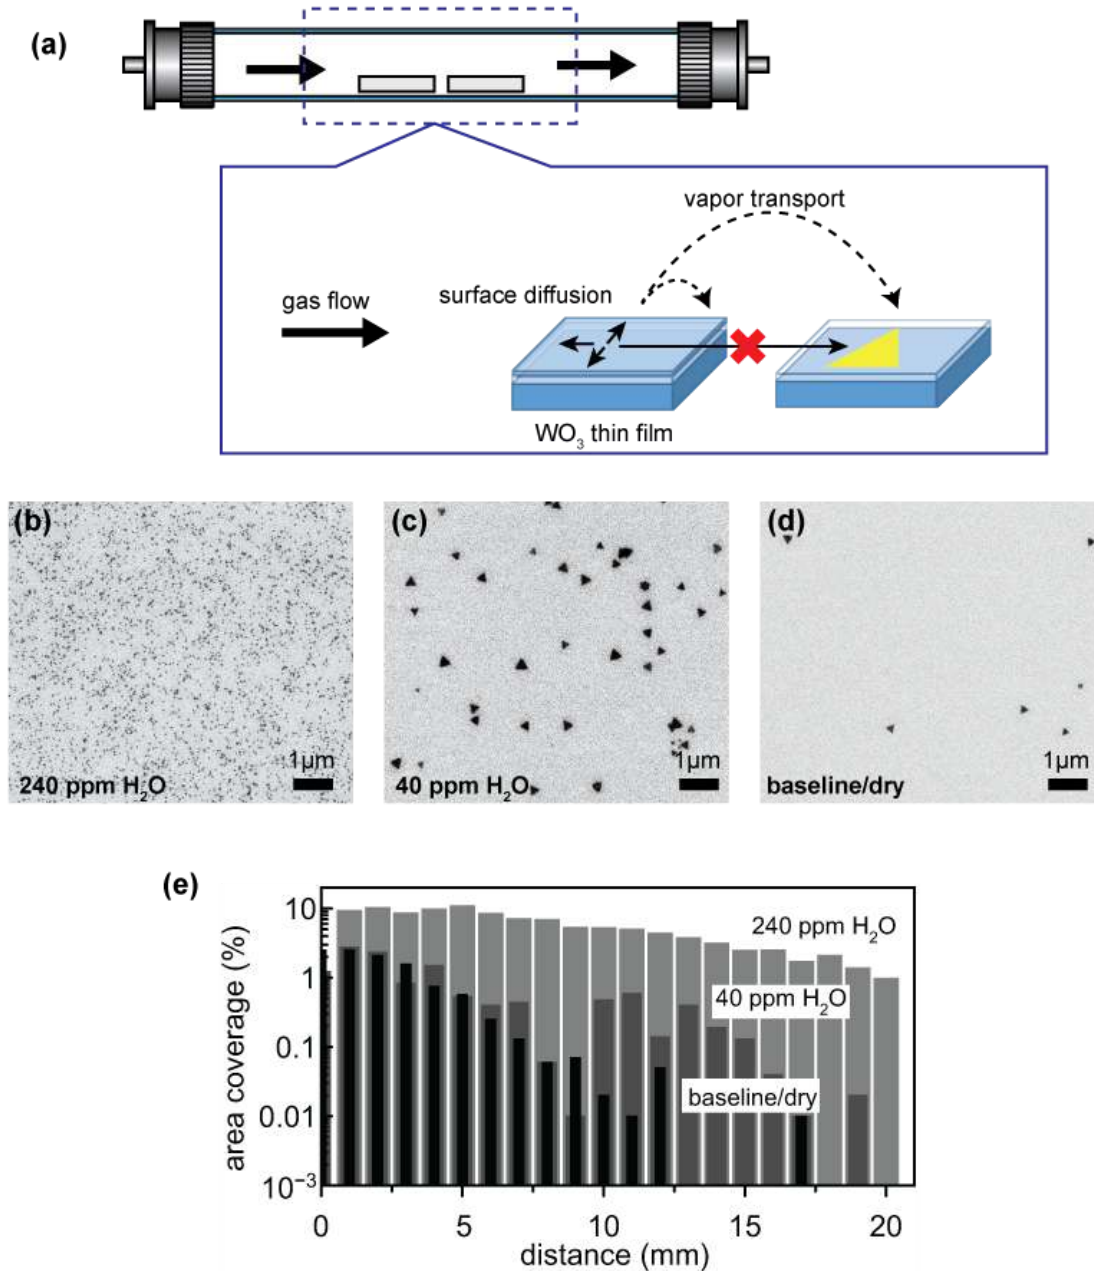 (a)
vapor transport
surface diffusion
gas flow
WO₃ thin film
(b)
(c)
(d)
1μm
1μm
1μm
240 ppm H₂O
40 ppm H₂O
baseline/dry
(e)
area coverage (%)
10
1
0.1
0.01
10⁻³
240 ppm H₂O
40 ppm H₂O
baseline/dry
0 5 10 15 20
distance (mm)